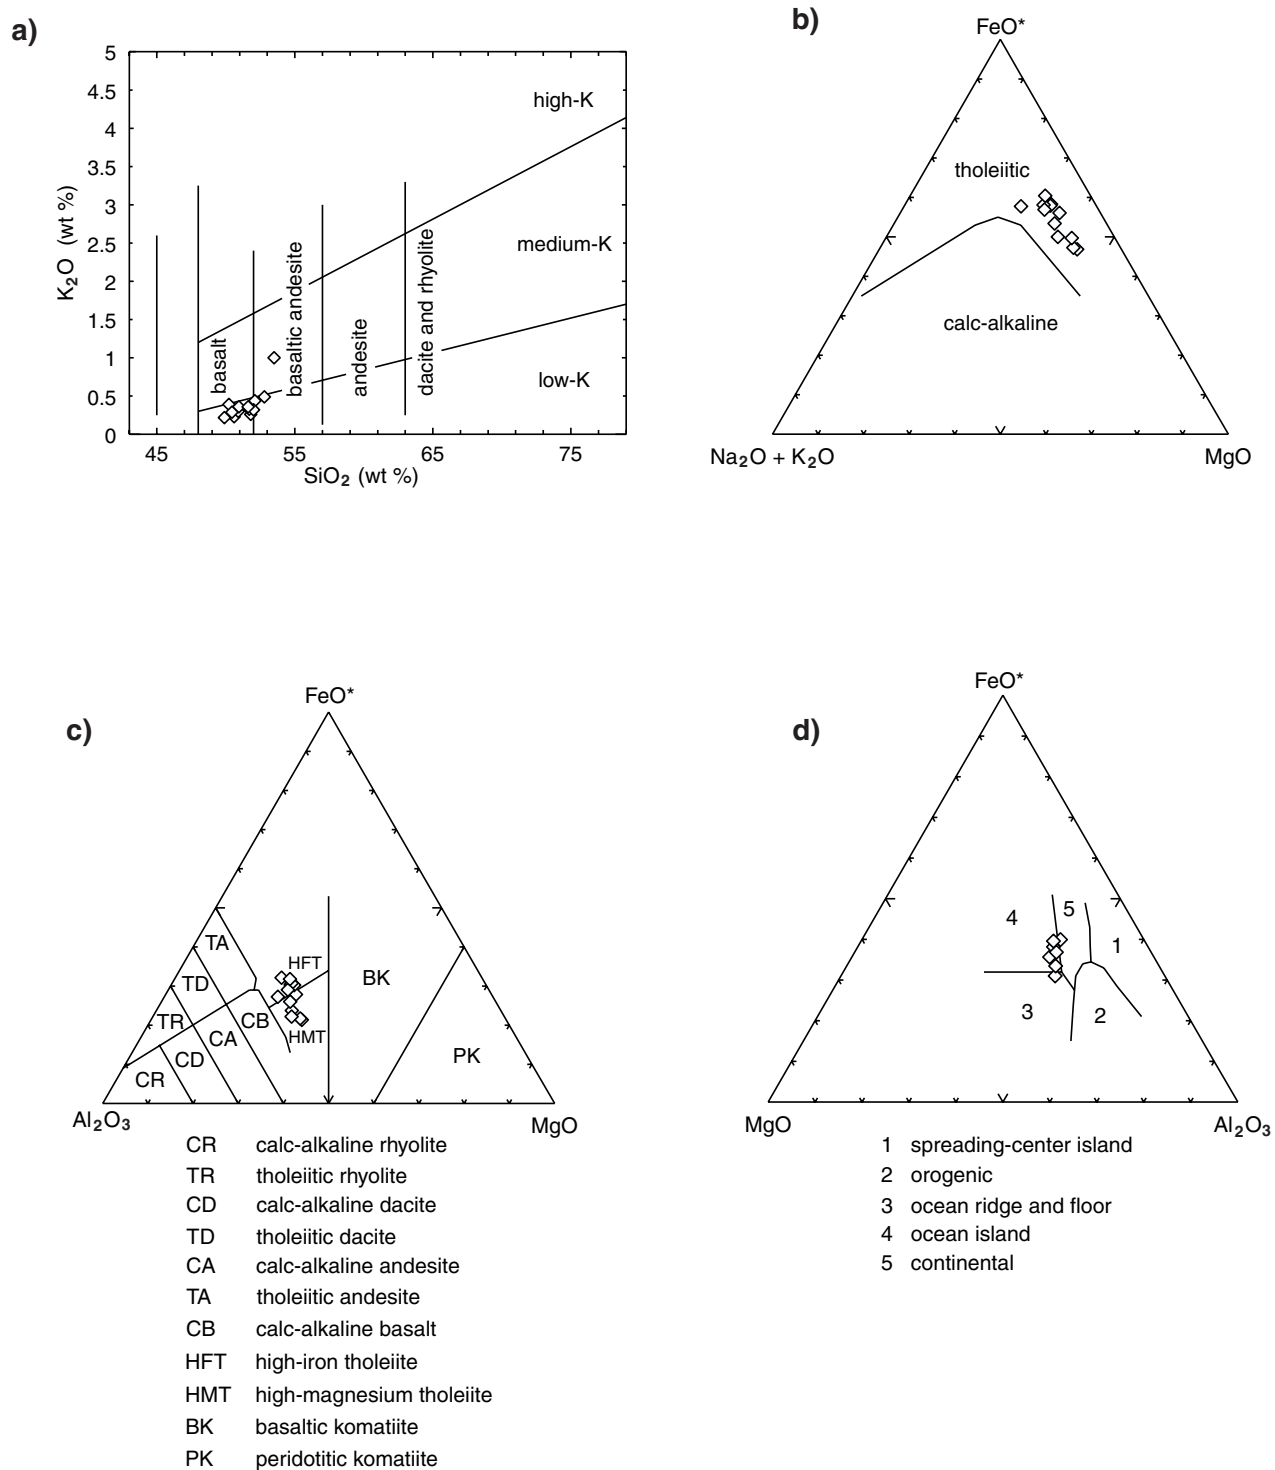 a)
5
4.5
4
3.5
3
2.5
2
1.5
1
0.5
0
K₂O (wt %)
high-K
medium-K
low-K
basalt
basaltic andesite
andesite
dacite and rhyolite
45 55 65 75
SiO₂ (wt %)
b)
FeO*
tholeiitic
calc-alkaline
Na₂O + K₂O
MgO
c)
FeO*
TA
HFT
BK
TD
TR
CB
CA
HMT
CD
PK
CR
Al₂O₃
MgO
CR calc-alkaline rhyolite
TR tholeiitic rhyolite
CD calc-alkaline dacite
TD tholeiitic dacite
CA calc-alkaline andesite
TA tholeiitic andesite
CB calc-alkaline basalt
HFT high-iron tholeiite
HMT high-magnesium tholeiite
BK basaltic komatiite
PK peridotitic komatiite
d)
FeO*
4
5
1
3
2
MgO
Al₂O₃
1 spreading-center island
2 orogenic
3 ocean ridge and floor
4 ocean island
5 continental